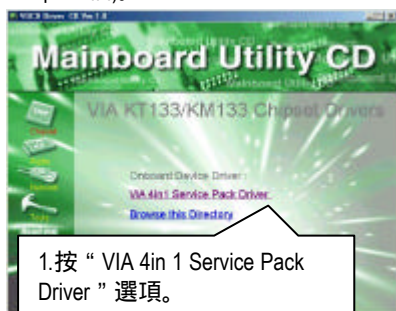 Mainboard Utility CD
VIA KT133/KM133 Chipset Drivers
Onboard Device Driver :
VIA 4in1 Service Pack Driver
Browse this Directory
1.按 “ VIA 4in 1 Service Pack
Driver ” 選項。